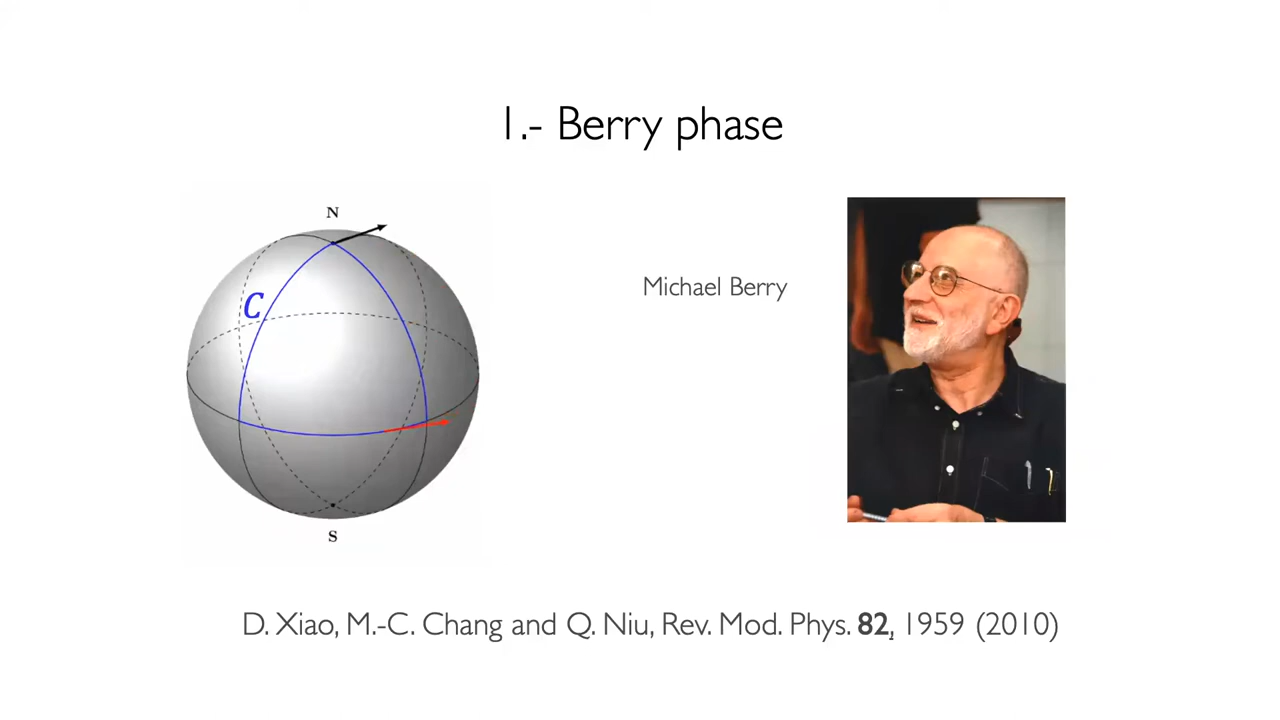 1.- Berry phase
N
C
Michael Berry
S
D. Xiao, M.-C. Chang and Q. Niu, Rev. Mod. Phys. 82, 1959 (2010)